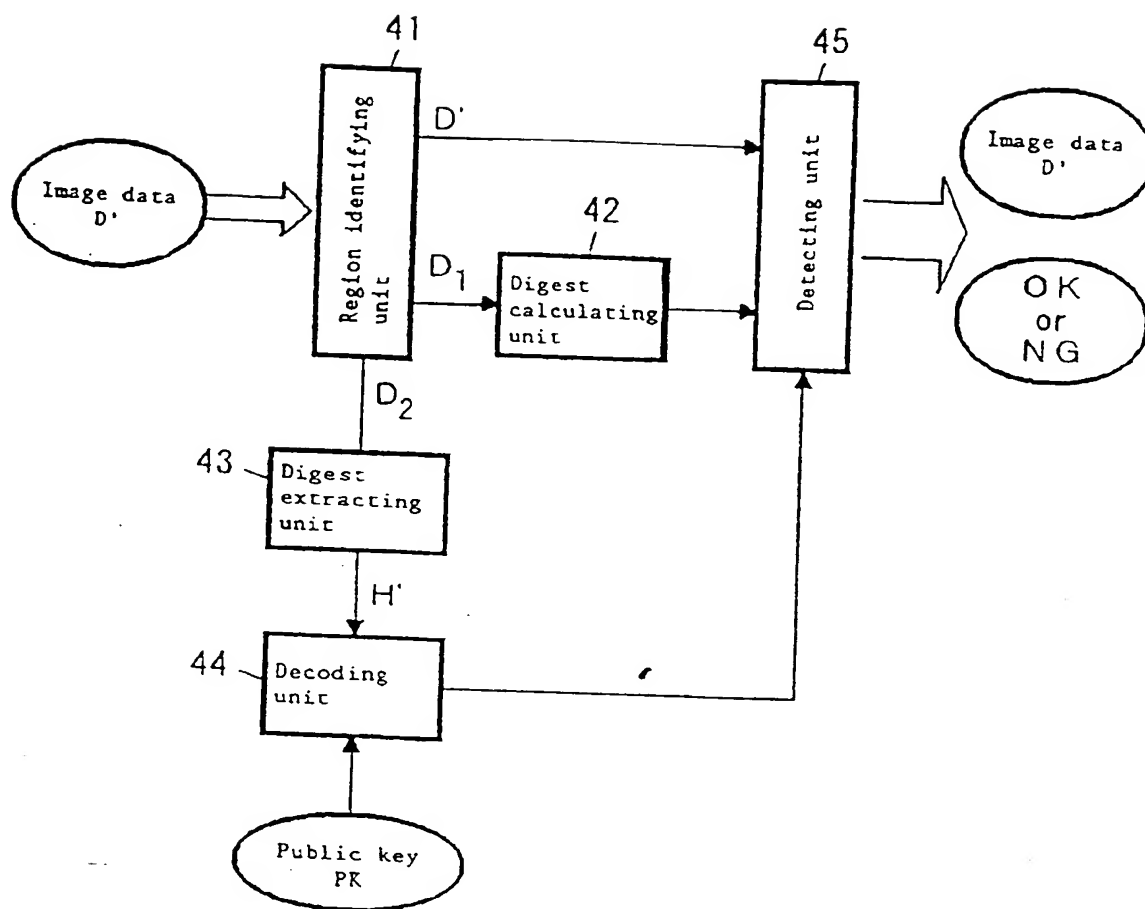 41
45
D'
Image data
D'
Image data
D'
Region identifying
unit
Detecting unit
42
D₁
Digest
calculating
unit
OK
or
NG
D₂
43
Digest
extracting
unit
H'
44
Decoding
unit
Public key
PK